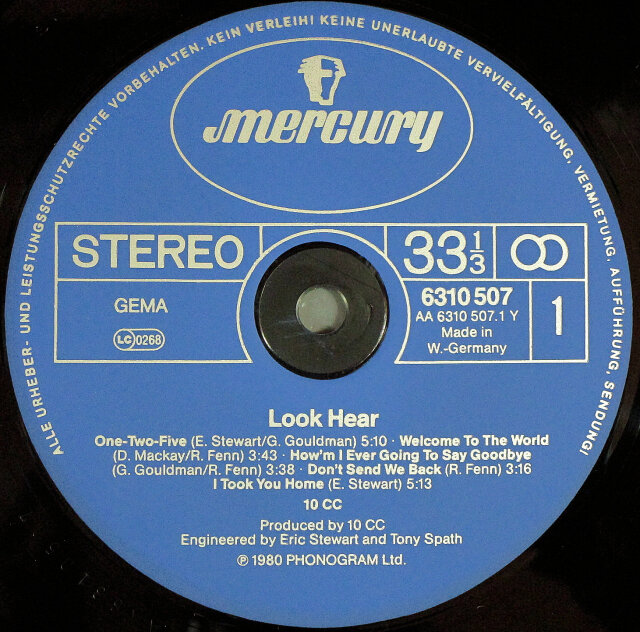 ALLE URHEBER- UND LEISTUNGSSCHUTZRECHTE VORBEHALTEN. KEIN VERLEIH! KEINE UNERLAUBTE VERVIELFÄLTIGUNG, VERMIETUNG, AUFFÜHRUNG, SENDUNG!
mercury
STEREO 33 1/3
GEMA 6310 507 1
AA 6310 507.1 Y
LC 0268 Made in
W.-Germany
Look Hear
One-Two-Five (E. Stewart/G. Gouldman) 5:10 · Welcome To The World
(D. Mackay/R. Fenn) 3:43 · How'm I Ever Going To Say Goodbye
(G. Gouldman/R. Fenn) 3:38 · Don't Send We Back (R. Fenn) 3:16
I Took You Home (E. Stewart) 5:13
10 CC
Produced by 10 CC
Engineered by Eric Stewart and Tony Spath
℗ 1980 PHONOGRAM Ltd.